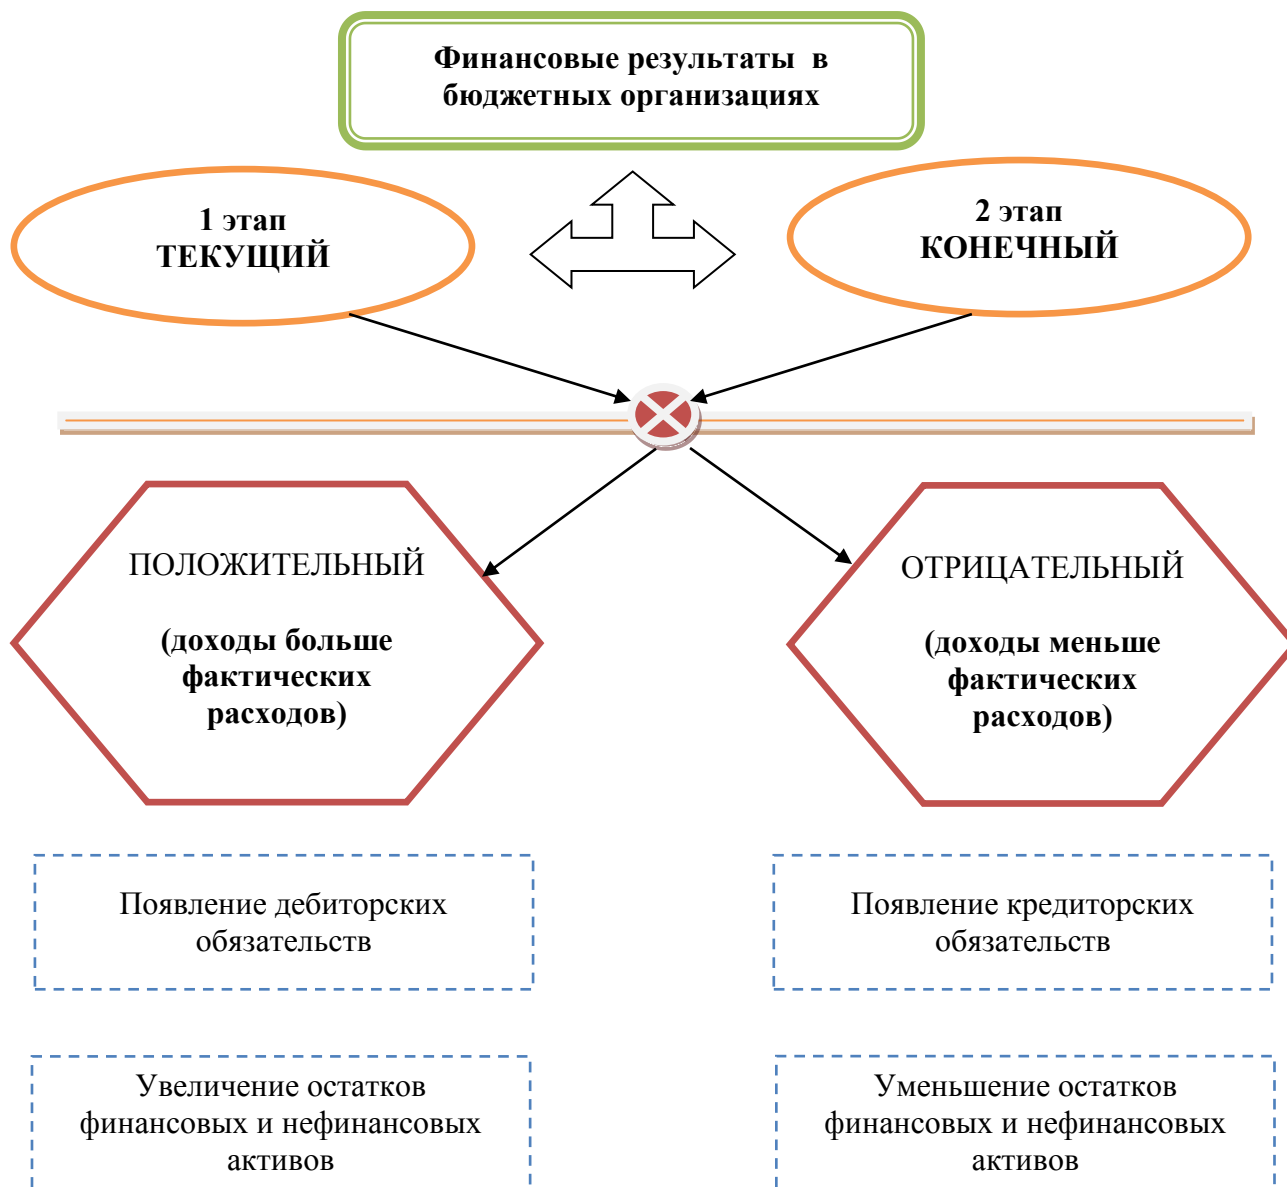 Финансовые результаты в
бюджетных организациях
1 этап
ТЕКУЩИЙ
2 этап
КОНЕЧНЫЙ
ПОЛОЖИТЕЛЬНЫЙ
(доходы больше
фактических
расходов)
ОТРИЦАТЕЛЬНЫЙ
(доходы меньше
фактических
расходов)
Появление дебиторских
обязательств
Появление кредиторских
обязательств
Увеличение остатков
финансовых и нефинансовых
активов
Уменьшение остатков
финансовых и нефинансовых
активов